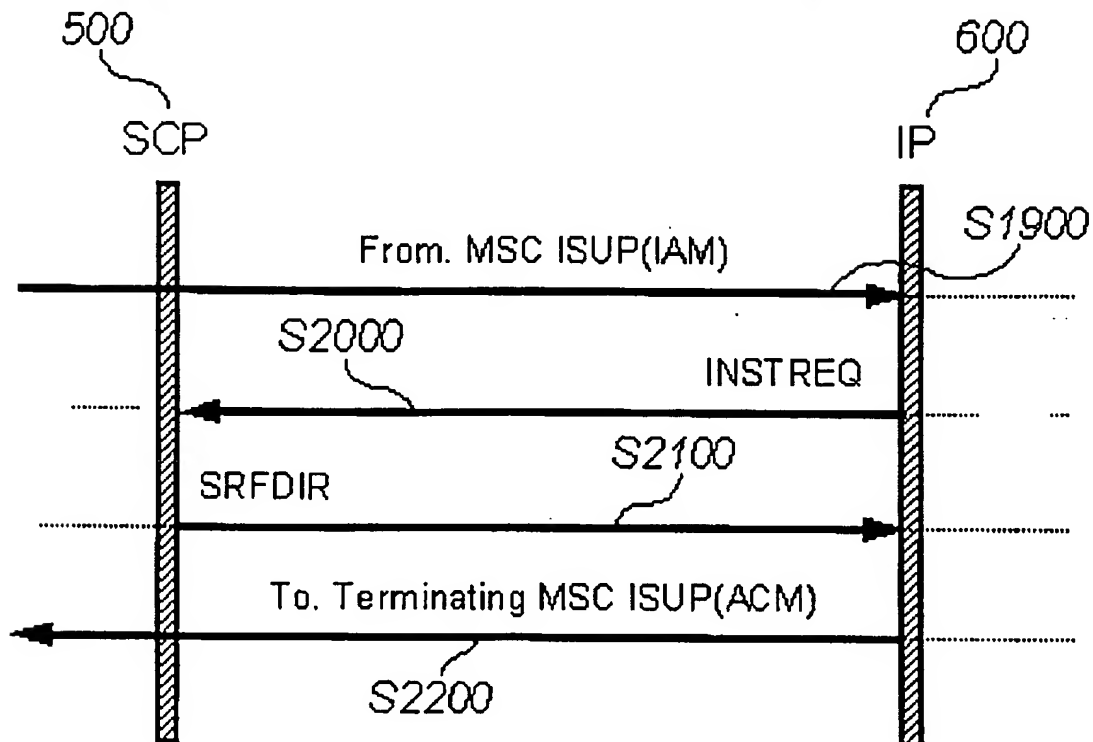 500
600
SCP
IP
S1900
From. MSC ISUP(IAM)
S2000
INSTREQ
S2100
SRFDIR
To. Terminating MSC ISUP(ACM)
S2200